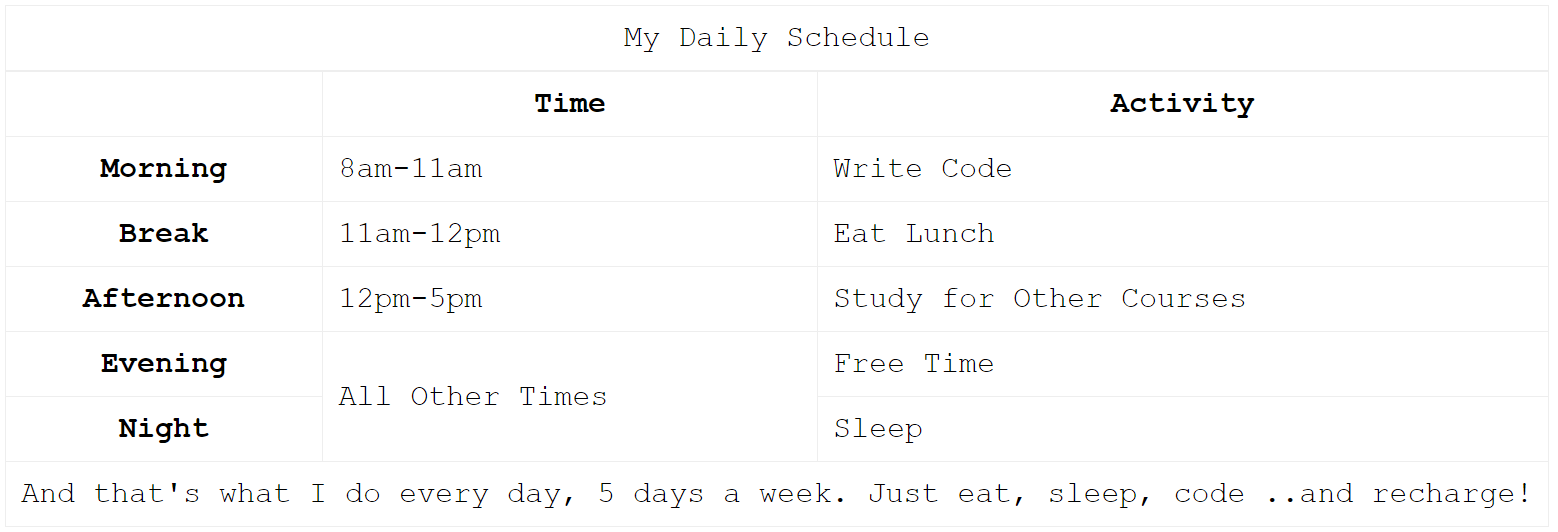 My Daily Schedule
Time Activity
Morning 8am-11am Write Code
Break 11am-12pm Eat Lunch
Afternoon 12pm-5pm Study for Other Courses
Evening Free Time
All Other Times
Night Sleep
And that's what I do every day, 5 days a week. Just eat, sleep, code ..and recharge!